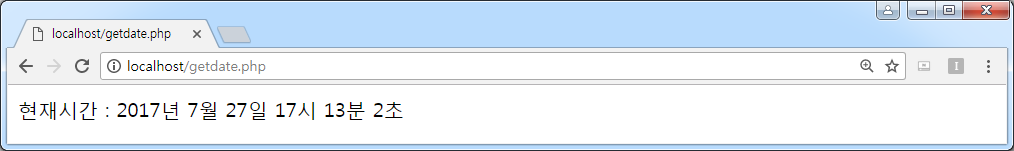 localhost/getdate.php
localhost/getdate.php
현재시간 : 2017년 7월 27일 17시 13분 2초